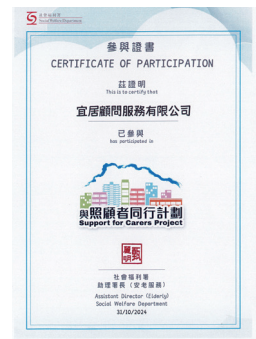 社會福利署
Social Welfare Department
參與證書
CERTIFICATE OF PARTICIPATION
茲證明
This is to certify that
宜居顧問服務有限公司
已參與
has participated in
與照顧者同行計劃
Support for Carers Project
社會福利署
助理署長（安老服務）
Assistant Director (Elderly)
Social Welfare Department
31/10/2024